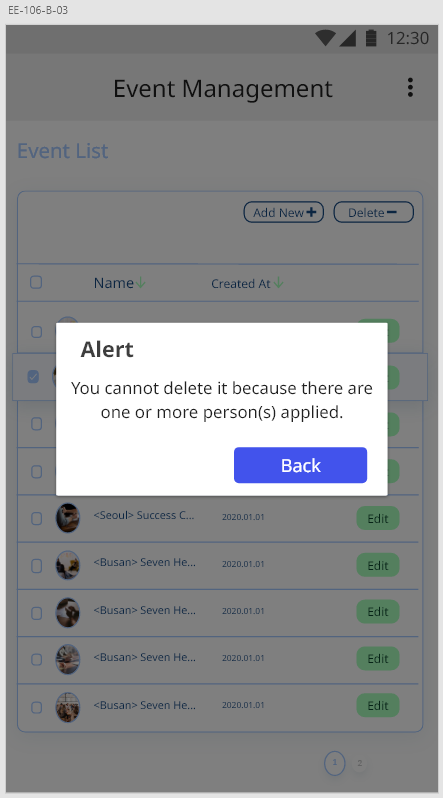 EE-106-B-03
12:30
Event Management
Event List
Add New
Delete
Name
Created At
Alert
You cannot delete it because there are
one or more person(s) applied.
Back
<Seoul> Success C... 2020.01.01 Edit
<Busan> Seven He... 2020.01.01 Edit
<Busan> Seven He... 2020.01.01 Edit
<Busan> Seven He... 2020.01.01 Edit
<Busan> Seven He... 2020.01.01 Edit
1 2